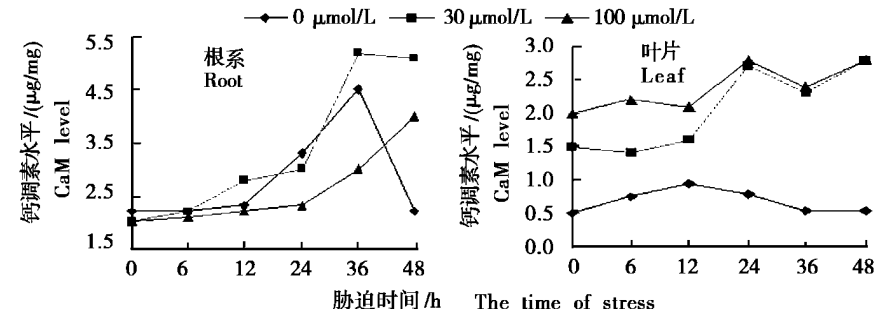 0 μmol/L 30 μmol/L 100 μmol/L
钙调素水平/(μg/mg)
CaM level
5.5
4.5
3.5
2.5
1.5
根系
Root
0 6 12 24 36 48
钙调素水平/(μg/mg)
CaM level
3.0
2.5
2.0
1.5
1.0
0.5
0.0
叶片
Leaf
0 6 12 24 36 48
胁迫时间/h The time of stress